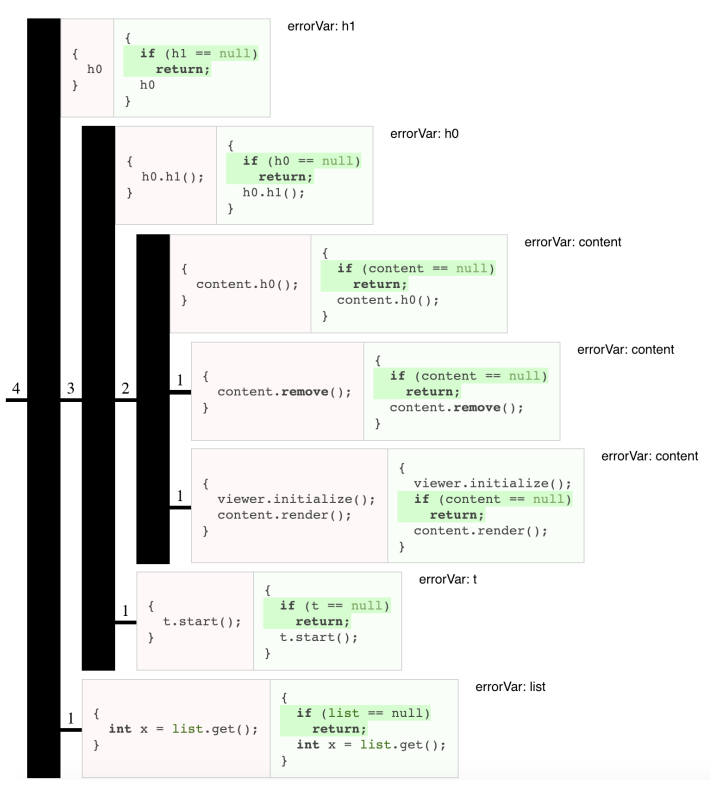 errorVar: h1
{
h0
}
{
if (h1 == null)
return;
h0
}
errorVar: h0
{
h0.h1();
}
{
if (h0 == null)
return;
h0.h1();
}
errorVar: content
{
content.h0();
}
{
if (content == null)
return;
content.h0();
}
errorVar: content
{
content.remove();
}
{
if (content == null)
return;
content.remove();
}
4
3
2
1
errorVar: content
{
viewer.initialize();
content.render();
}
{
viewer.initialize();
if (content == null)
return;
content.render();
}
1
errorVar: t
{
t.start();
}
{
if (t == null)
return;
t.start();
}
1
errorVar: list
{
int x = list.get();
}
{
if (list == null)
return;
int x = list.get();
}
1